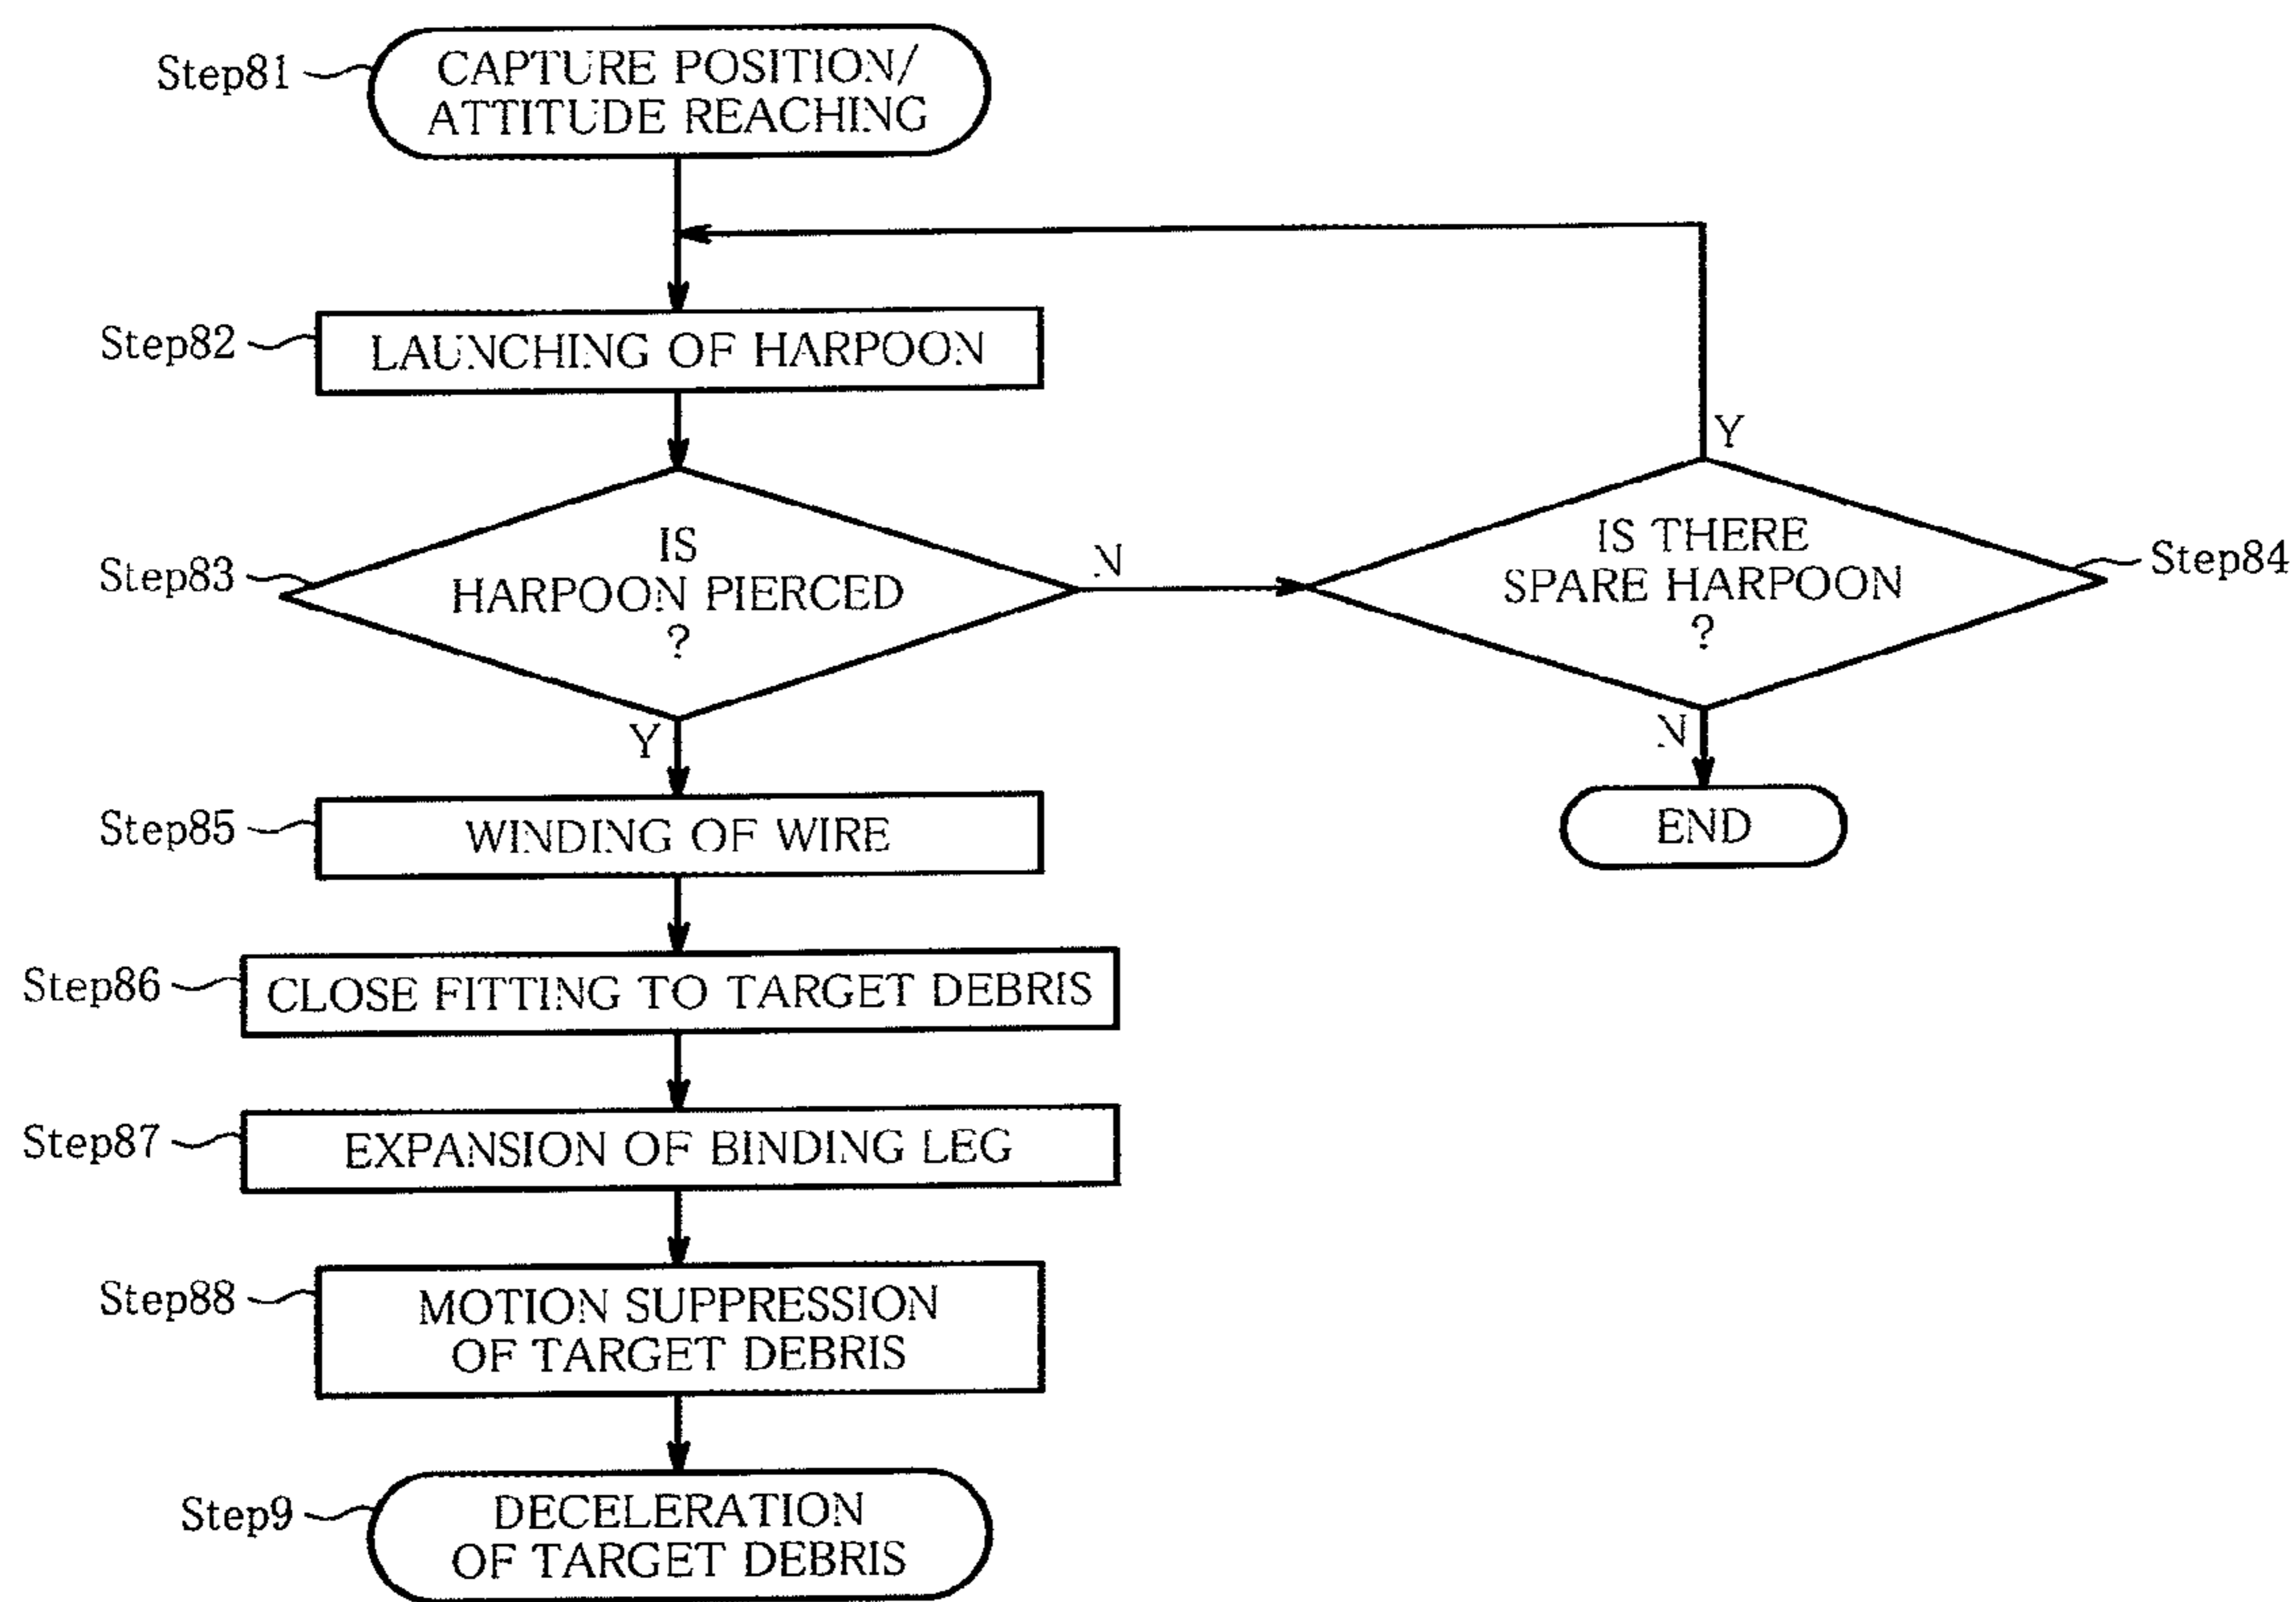 Step81
CAPTURE POSITION/
ATTITUDE REACHING
Step82
LAUNCHING OF HARPOON
Y
Step83
IS
HARPOON PIERCED
?
N
IS THERE
SPARE HARPOON
?
Step84
Y
N
Step85
WINDING OF WIRE
END
Step86
CLOSE FITTING TO TARGET DEBRIS
Step87
EXPANSION OF BINDING LEG
Step88
MOTION SUPPRESSION
OF TARGET DEBRIS
Step9
DECELERATION
OF TARGET DEBRIS